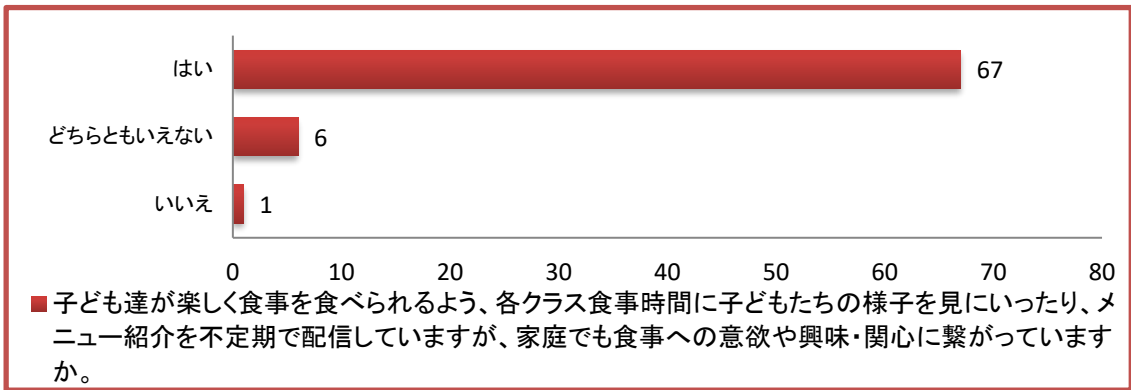 はい
67
どちらともいえない
6
いいえ
1
0 10 20 30 40 50 60 70 80
子ども達が楽しく食事を食べられるよう、各クラス食事時間に子どもたちの様子を見にいったり、メ
ニュー紹介を不定期で配信していますが、家庭でも食事への意欲や興味・関心に繋がっています
か。